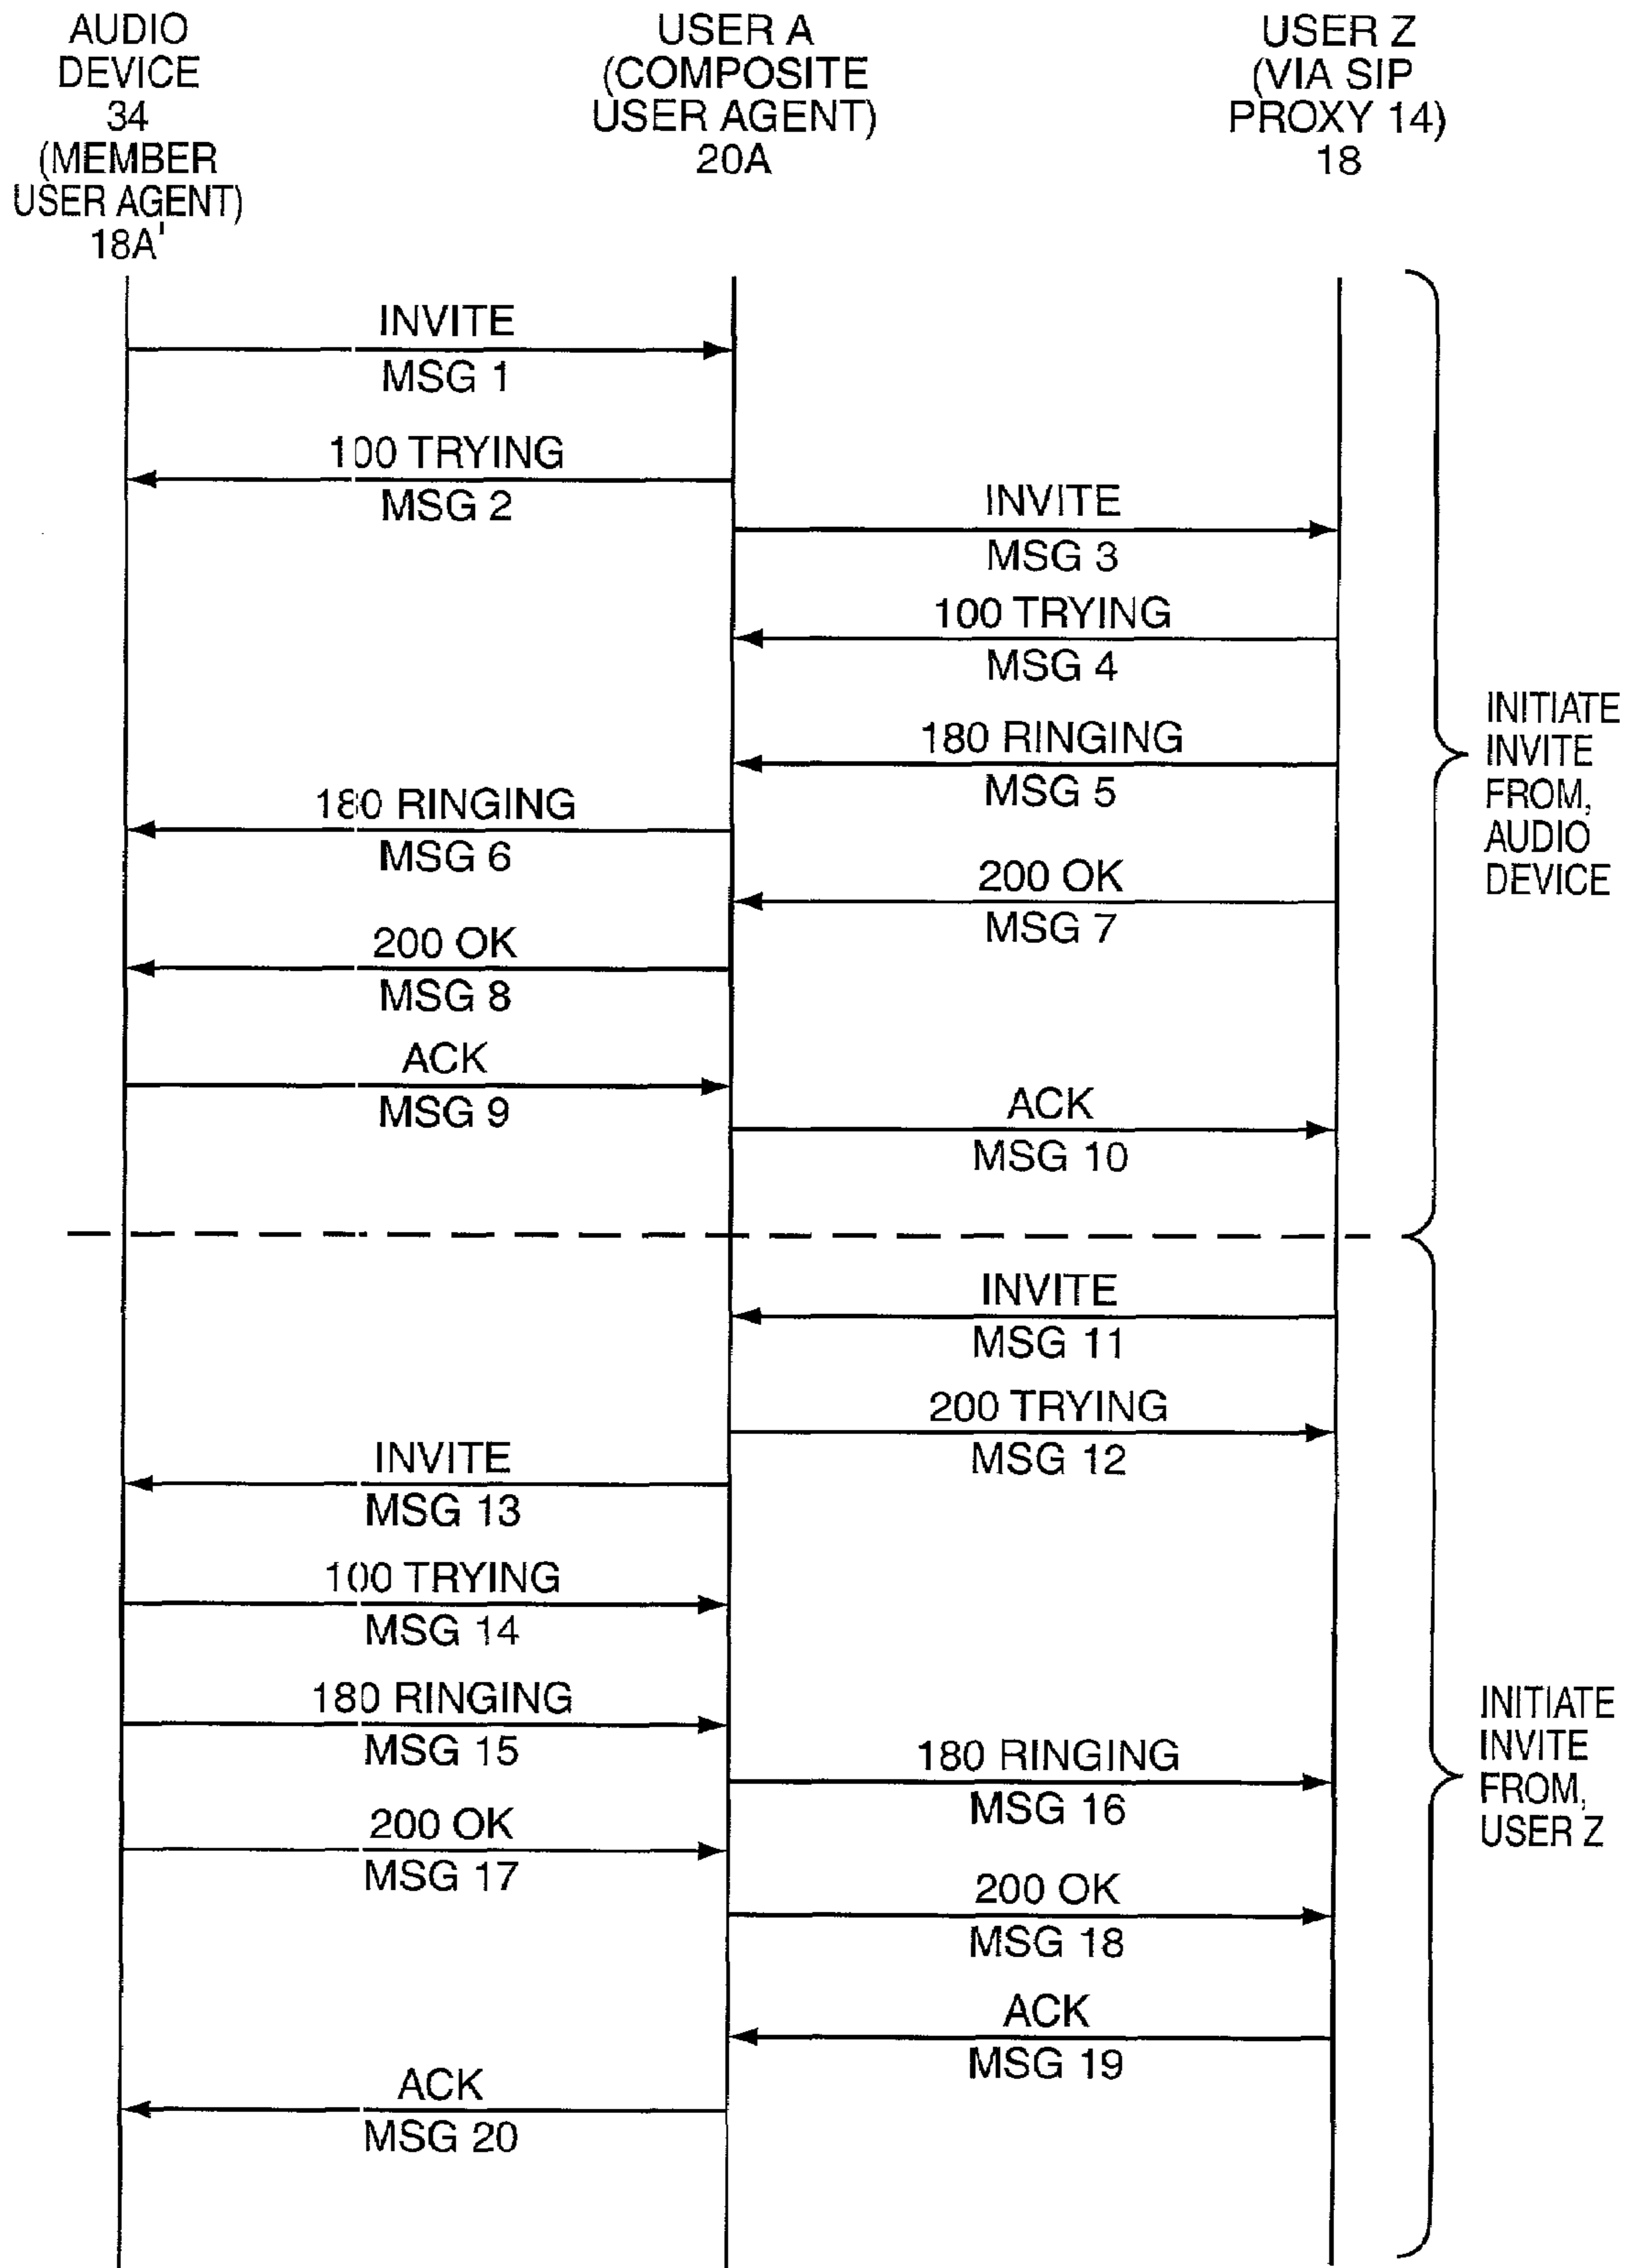 AUDIO
DEVICE
34
(MEMBER
USER AGENT)
18A'
USER A
(COMPOSITE
USER AGENT)
20A
USER Z
(VIA SIP
PROXY 14)
18
INVITE
MSG 1
100 TRYING
MSG 2
INVITE
MSG 3
100 TRYING
MSG 4
180 RINGING
MSG 5
180 RINGING
MSG 6
200 OK
MSG 7
200 OK
MSG 8
ACK
MSG 9
ACK
MSG 10
INITIATE
INVITE
FROM,
AUDIO
DEVICE
INVITE
MSG 11
200 TRYING
MSG 12
INVITE
MSG 13
100 TRYING
MSG 14
180 RINGING
MSG 15
180 RINGING
MSG 16
200 OK
MSG 17
200 OK
MSG 18
ACK
MSG 19
ACK
MSG 20
INITIATE
INVITE
FROM,
USER Z